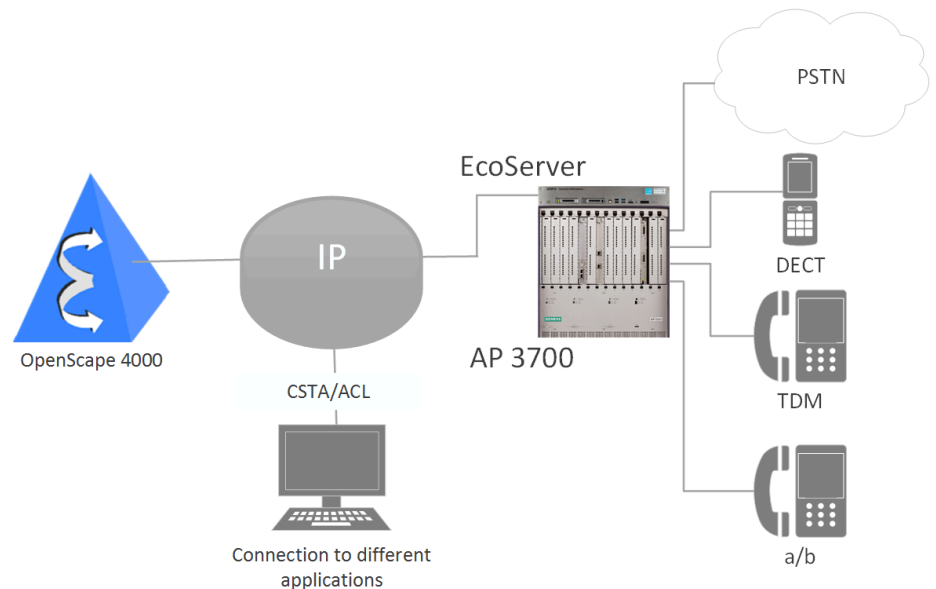 PSTN
EcoServer
IP
DECT
AP 3700
OpenScape 4000
CSTA/ACL
TDM
Connection to different
applications
a/b